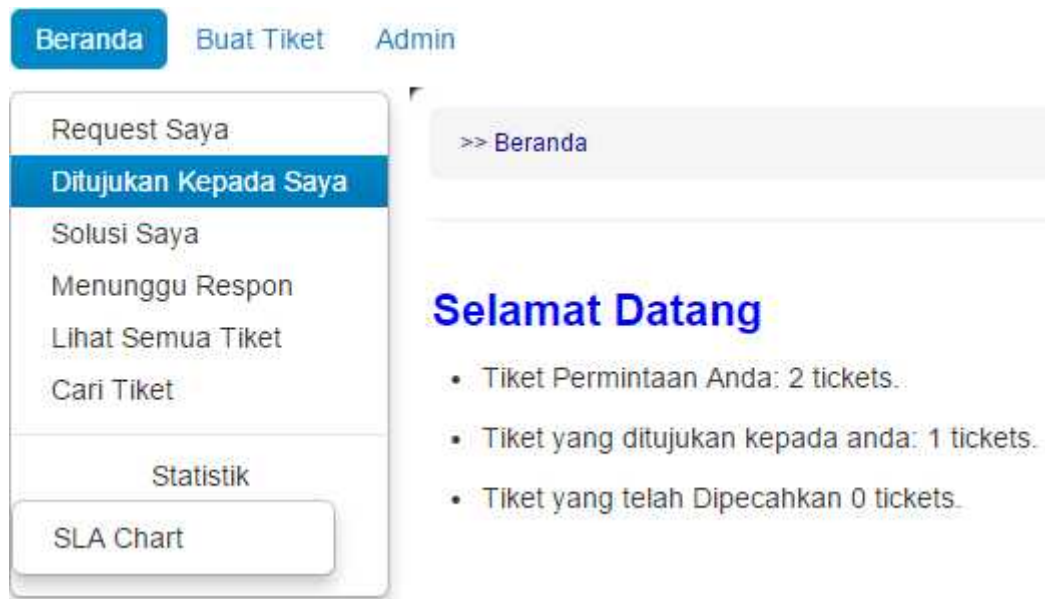 Beranda Buat Tiket Admin
Request Saya
Ditujukan Kepada Saya
Solusi Saya
Menunggu Respon
Lihat Semua Tiket
Cari Tiket
Statistik
SLA Chart
>> Beranda
Selamat Datang
• Tiket Permintaan Anda: 2 tickets.
• Tiket yang ditujukan kepada anda: 1 tickets.
• Tiket yang telah Dipecahkan 0 tickets.